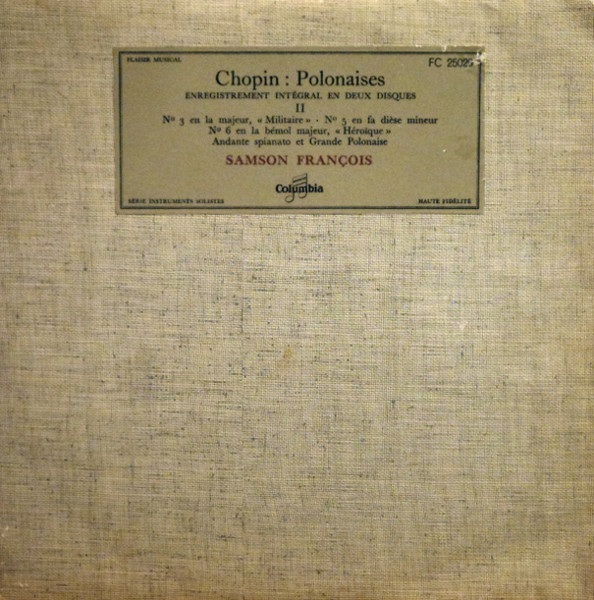 PLAISIR MUSICAL
FC 25029
Chopin : Polonaises
ENREGISTREMENT INTÉGRAL EN DEUX DISQUES
II
Nº 3 en la majeur, « Militaire » - Nº 5 en fa dièse mineur
Nº 6 en la bémol majeur, « Héroïque »
Andante spianato et Grande Polonaise
SAMSON FRANÇOIS
Columbia
SÉRIE INSTRUMENTS SOLISTES
HAUTE FIDÉLITÉ